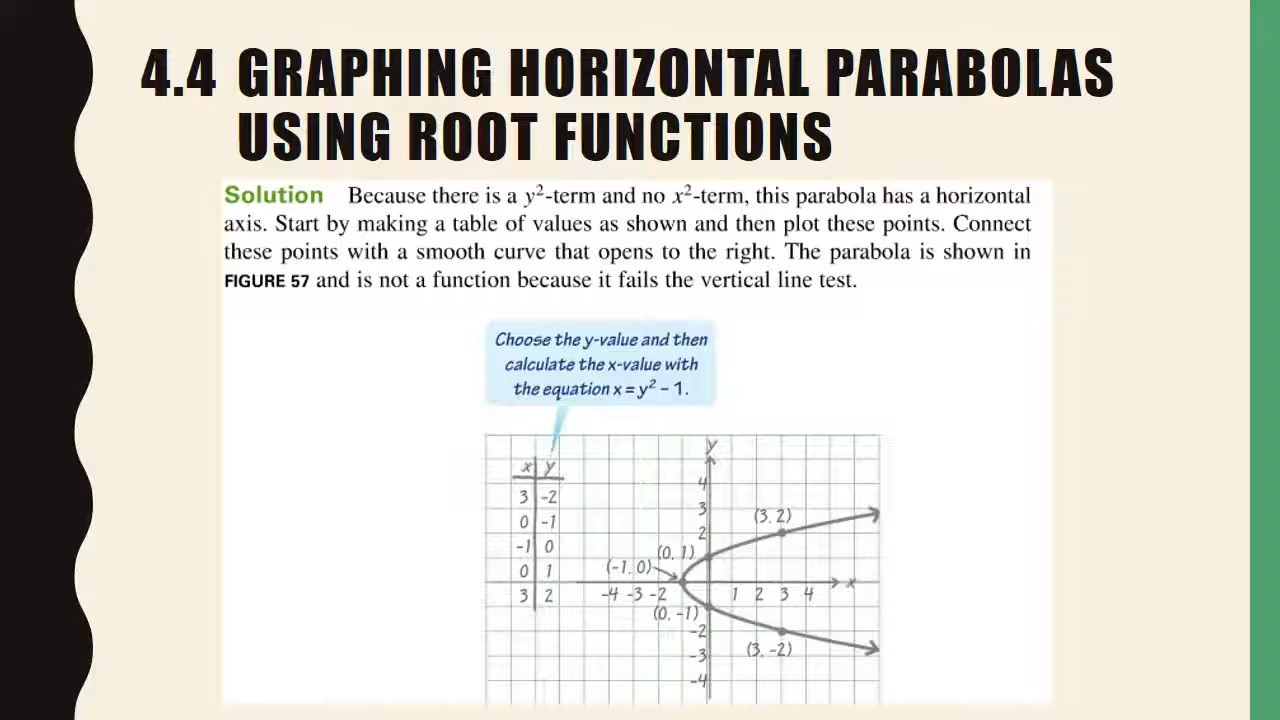 4.4 GRAPHING HORIZONTAL PARABOLAS
USING ROOT FUNCTIONS
Solution Because there is a y²-term and no x²-term, this parabola has a horizontal
axis. Start by making a table of values as shown and then plot these points. Connect
these points with a smooth curve that opens to the right. The parabola is shown in
FIGURE 57 and is not a function because it fails the vertical line test.
Choose the y-value and then
calculate the x-value with
the equation x = y² − 1.
x y
3 -2
0 -1
-1 0
0 1
3 2
y
4
3
(3, 2)
2
(0, 1)
(-1, 0)
x
-4 -3 -2 1 2 3 4
(0, -1)
-2
(3, -2)
-3
-4